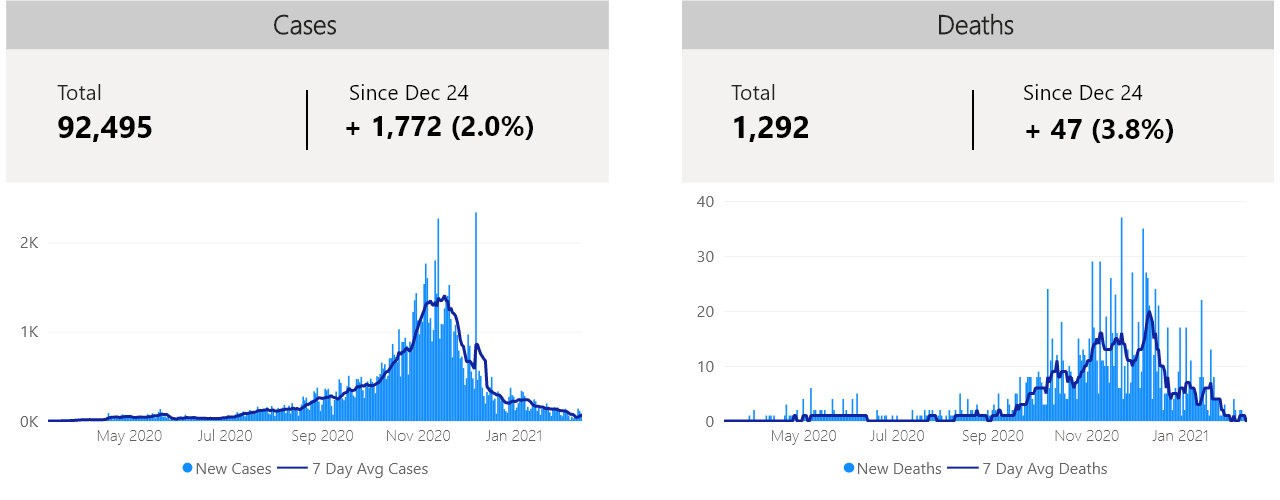 Cases
Total
Since Dec 24
92,495
+ 1,772 (2.0%)
2K
1K
0K
May 2020 Jul 2020 Sep 2020 Nov 2020 Jan 2021
New Cases 7 Day Avg Cases
Deaths
Total
Since Dec 24
1,292
+ 47 (3.8%)
40
30
20
10
0
May 2020 Jul 2020 Sep 2020 Nov 2020 Jan 2021
New Deaths 7 Day Avg Deaths